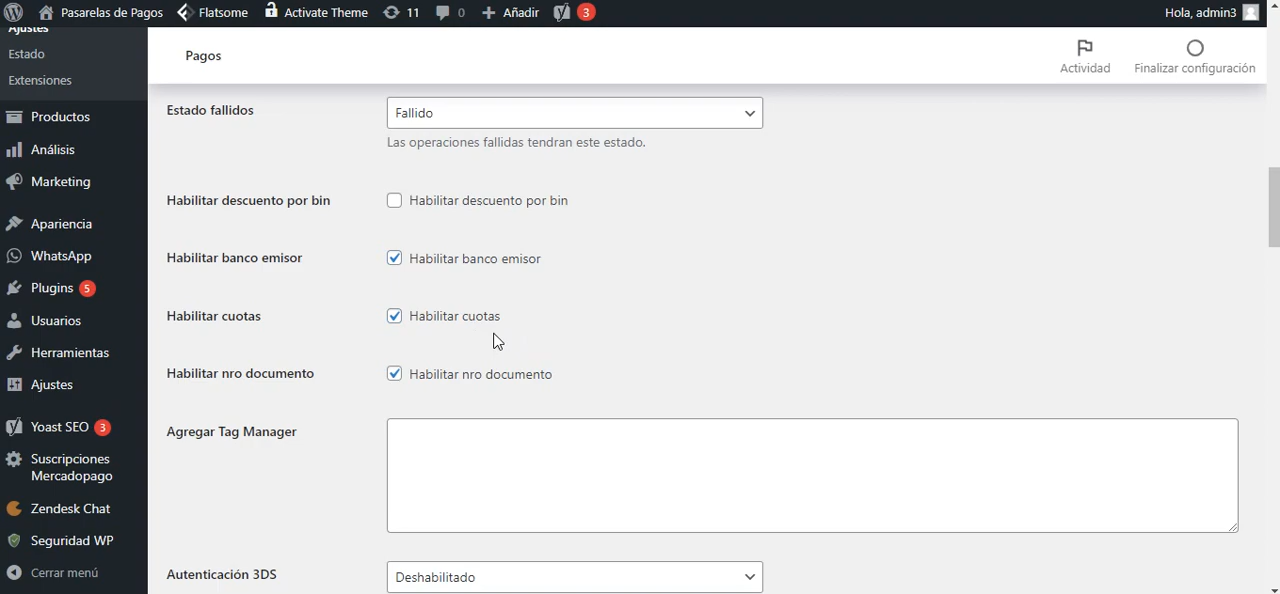 Pasarelas de Pagos Flatsome Activate Theme 11 0 Añadir 3 Hola, admin3
Ajustes
Estado
Extensiones
Productos
Análisis
Marketing
Apariencia
WhatsApp
Plugins 5
Usuarios
Herramientas
Ajustes
Yoast SEO 3
Suscripciones
Mercadopago
Zendesk Chat
Seguridad WP
Cerrar menú
Pagos
Actividad
Finalizar configuración
Estado fallidos
Fallido
Las operaciones fallidas tendran este estado.
Habilitar descuento por bin
Habilitar descuento por bin
Habilitar banco emisor
Habilitar banco emisor
Habilitar cuotas
Habilitar cuotas
Habilitar nro documento
Habilitar nro documento
Agregar Tag Manager
Autenticación 3DS
Deshabilitado